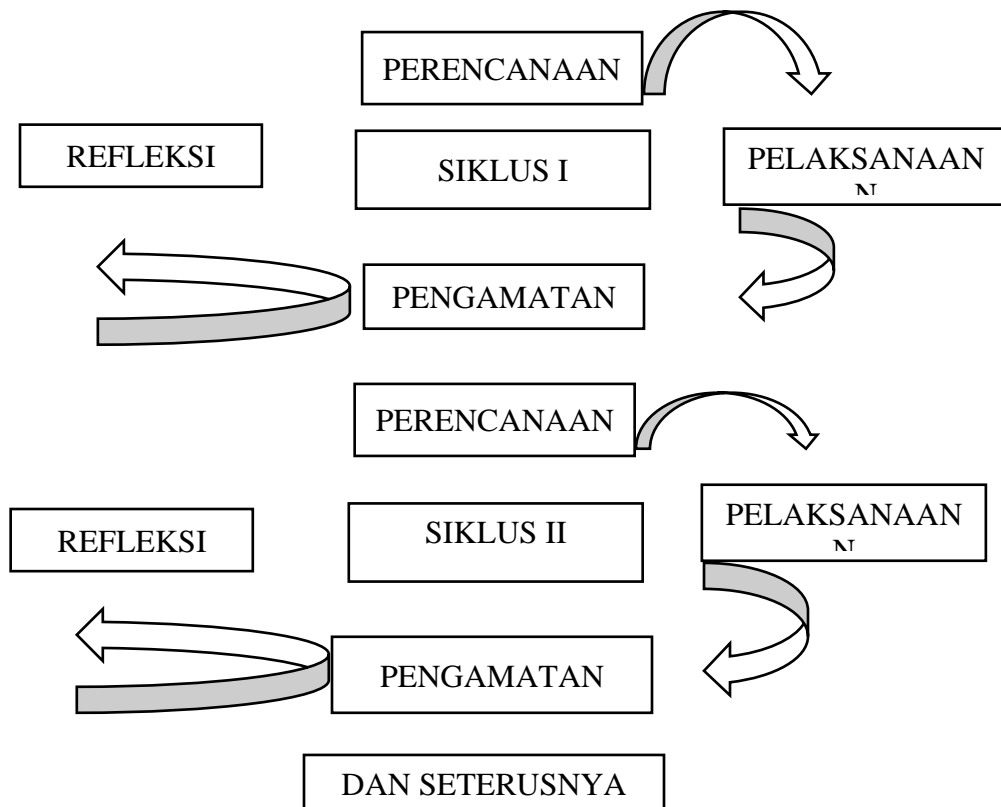 PERENCANAAN
REFLEKSI
SIKLUS I
PELAKSANAAN
N
PENGAMATAN
PERENCANAAN
REFLEKSI
SIKLUS II
PELAKSANAAN
N
PENGAMATAN
DAN SETERUSNYA